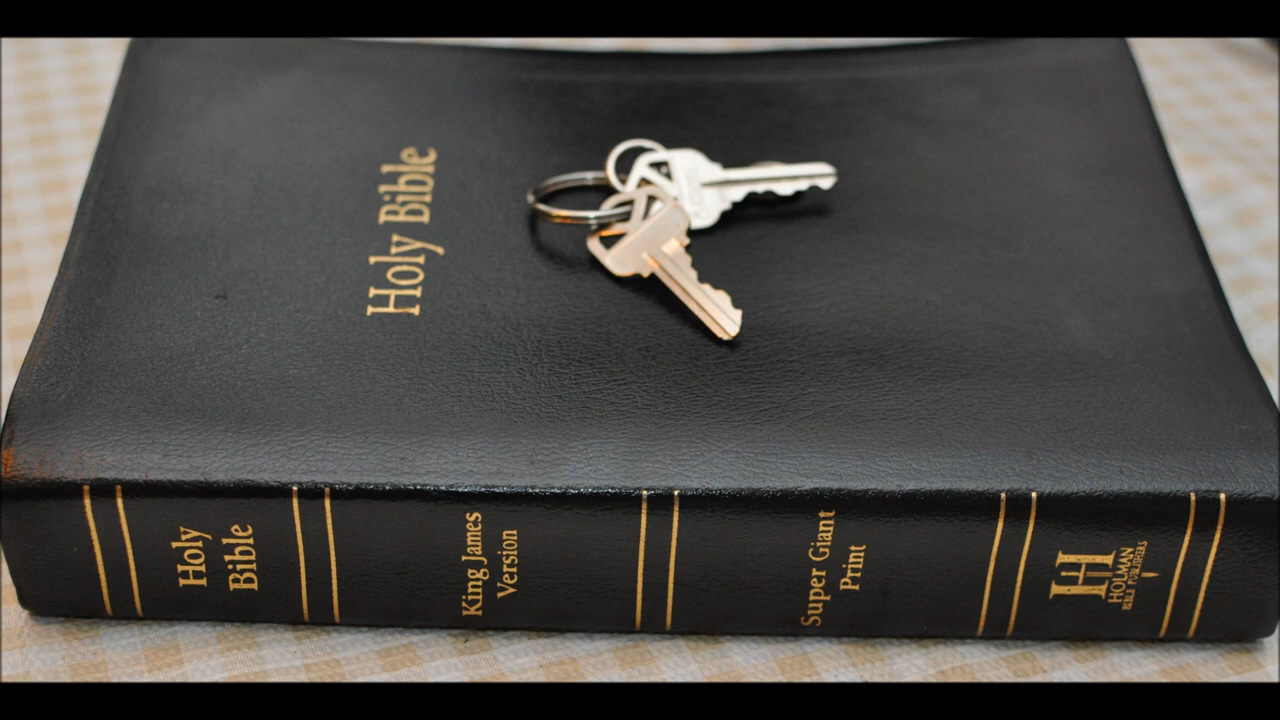 Holy Bible
Holy
Bible
King James
Version
Super Giant
Print
HOLMAN
BIBLE PUBLISHERS